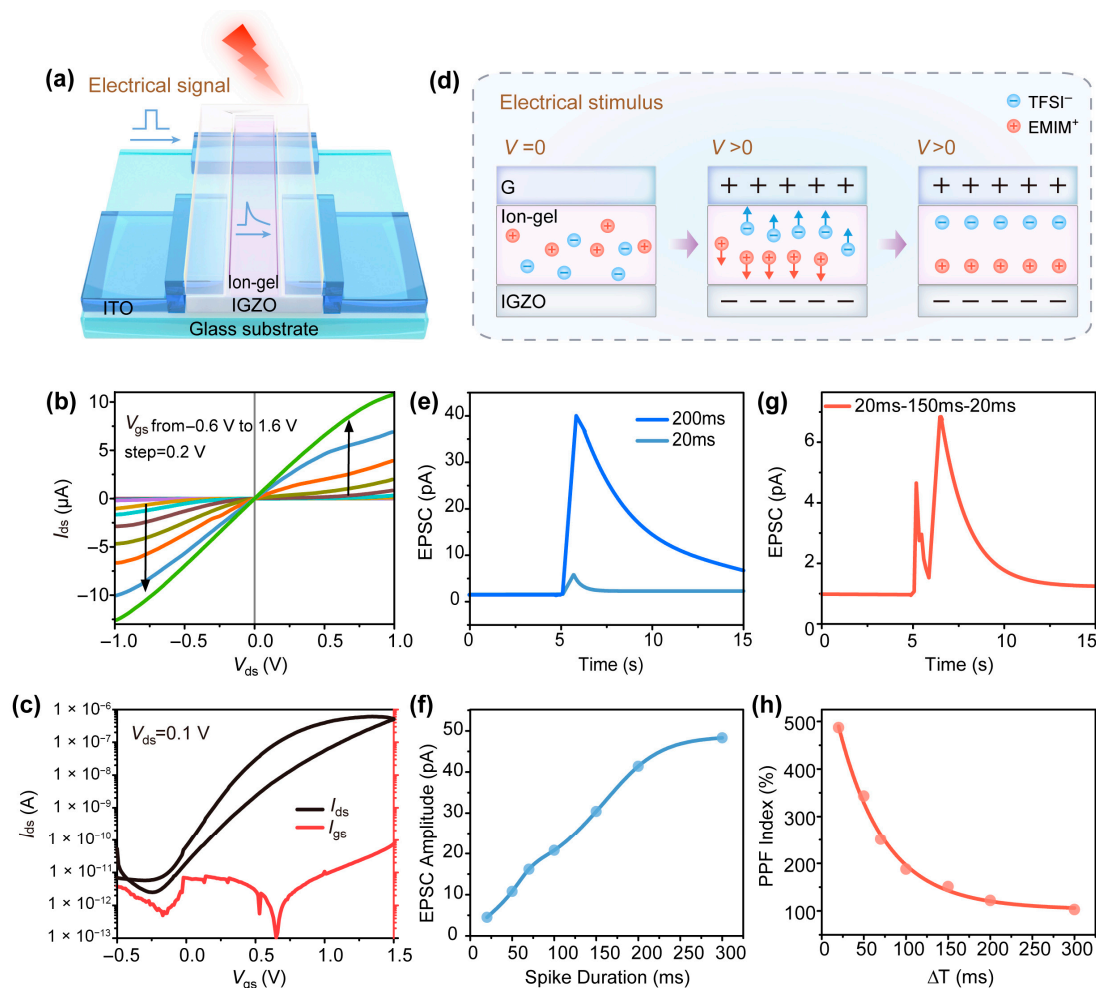 (a)
Electrical signal
Ion-gel
IGZO
ITO
Glass substrate
(d)
Electrical stimulus
TFSI⁻
EMIM⁺
V =0
V >0
V >0
G
+ + + + +
+ + + + +
Ion-gel
IGZO
− − − − −
− − − − −
(b)
Vgs from–0.6 V to 1.6 V
step=0.2 V
10
5
0
–5
–10
Ids (μA)
–1.0
–0.5
0.0
0.5
1.0
Vds (V)
(e)
200ms
20ms
40
30
20
10
0
EPSC (pA)
0
5
10
15
Time (s)
(g)
20ms-150ms-20ms
6
4
2
0
EPSC (pA)
0
5
10
15
Time (s)
(c)
Vds=0.1 V
1 × 10⁻⁶
1 × 10⁻⁷
1 × 10⁻⁸
1 × 10⁻⁹
1 × 10⁻¹⁰
1 × 10⁻¹¹
1 × 10⁻¹²
1 × 10⁻¹³
Ids (A)
Ids
Igs
–0.5
0.0
0.5
1.0
1.5
Vgs (V)
(f)
50
40
30
20
10
0
EPSC Amplitude (pA)
0
50
100
150
200
250
300
Spike Duration (ms)
(h)
500
400
300
200
100
PPF Index (%)
0
50
100
150
200
250
300
ΔT (ms)